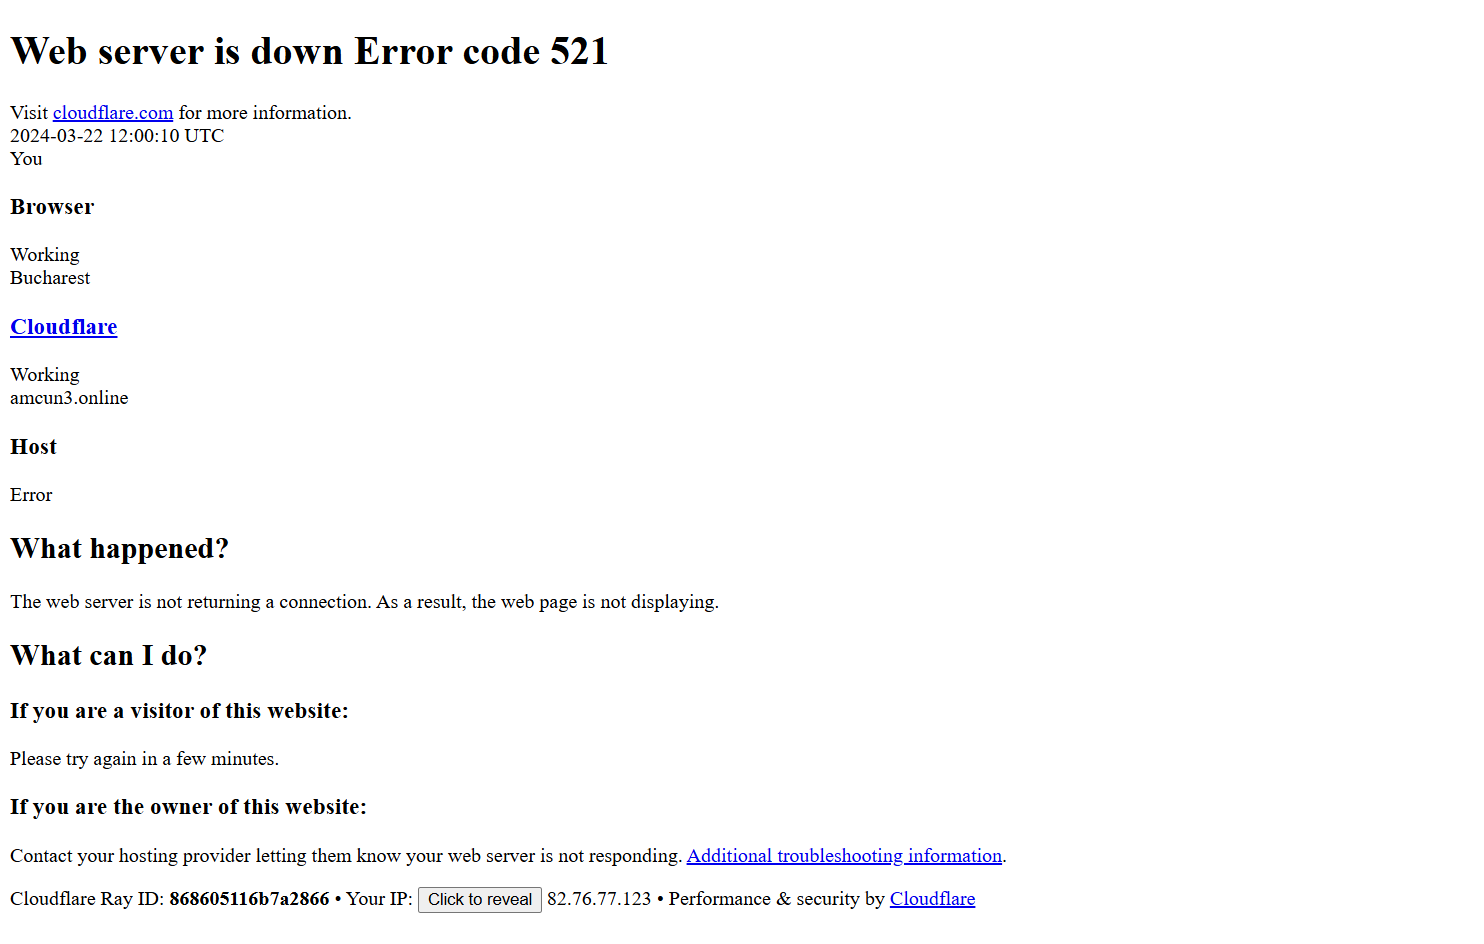 Web server is down Error code 521
Visit cloudflare.com for more information.
2024-03-22 12:00:10 UTC
You
Browser
Working
Bucharest
Cloudflare
Working
amcun3.online
Host
Error
What happened?
The web server is not returning a connection. As a result, the web page is not displaying.
What can I do?
If you are a visitor of this website:
Please try again in a few minutes.
If you are the owner of this website:
Contact your hosting provider letting them know your web server is not responding. Additional troubleshooting information.
Cloudflare Ray ID: 868605116b7a2866 • Your IP: Click to reveal 82.76.77.123 • Performance & security by Cloudflare